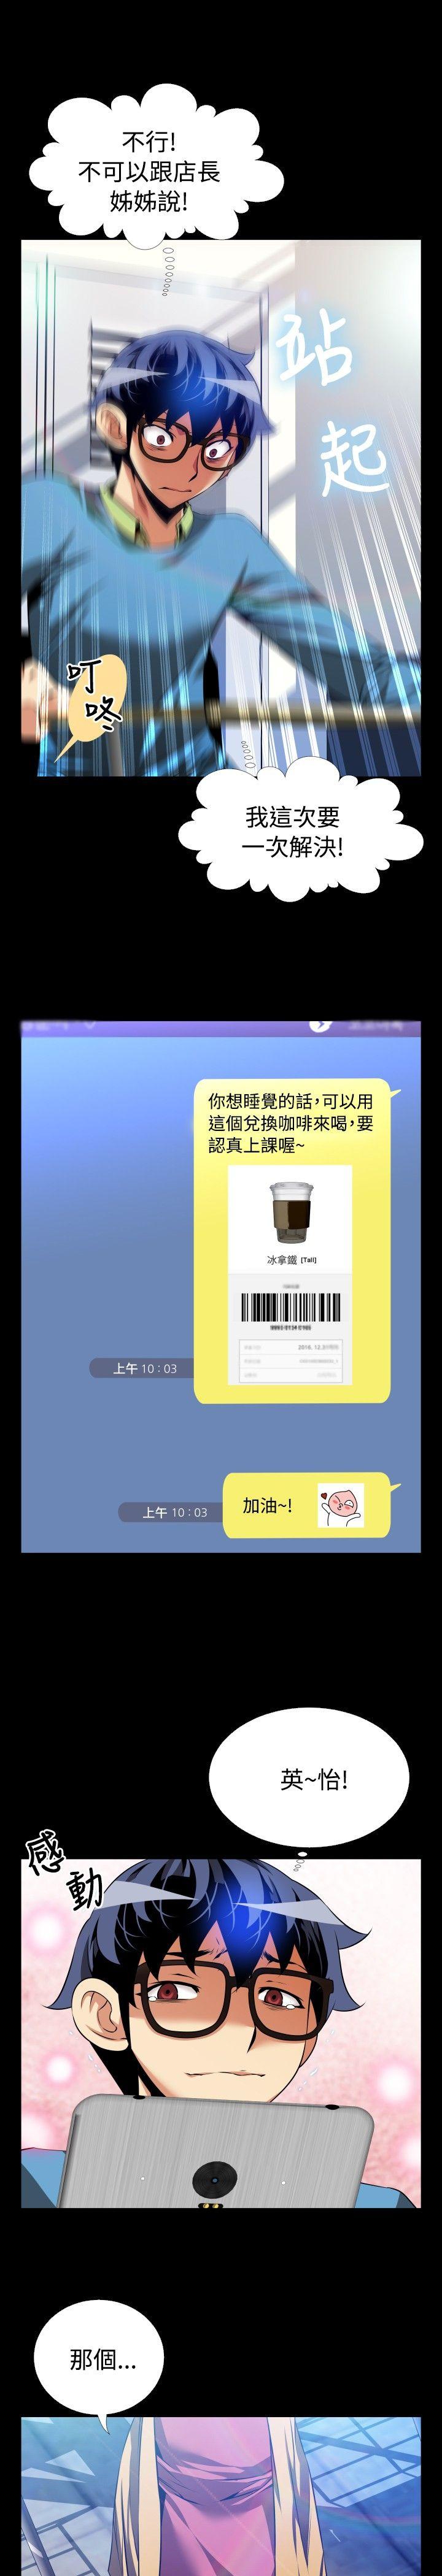 不行!
不可以跟店長
姊姊說!
站
起
叮
咚
我這次要
一次解決!
你想睡覺的話,可以用
這個兌換咖啡來喝,要
認真上課喔~
冰拿鐵 [Tall]
2016. 12.31
上午 10 : 03
加油~!
上午 10 : 03
英~怡!
感
動
那個...